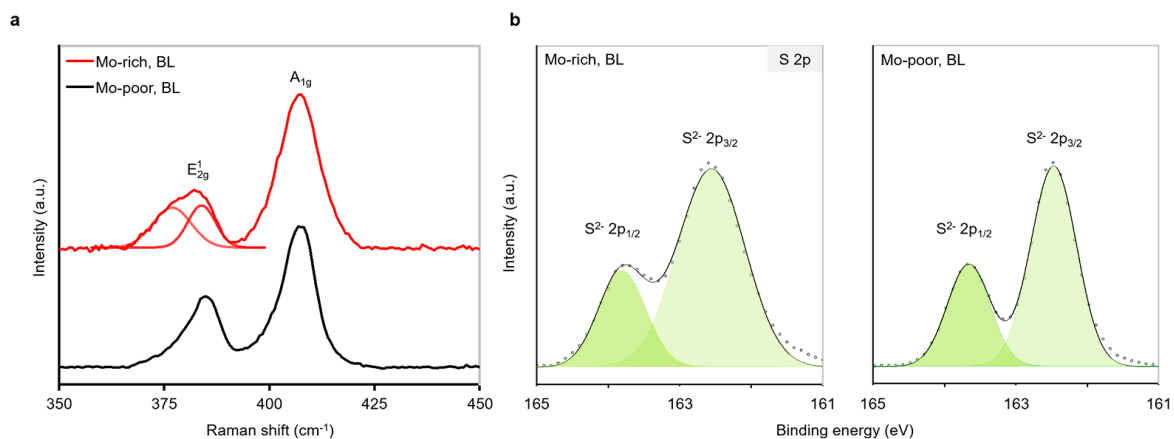 a
Mo-rich, BL
Mo-poor, BL
A1g
E¹2g
Intensity (a.u.)
350 375 400 425 450
Raman shift (cm⁻¹)
b
Mo-rich, BL
S 2p
S²⁻ 2p3/2
S²⁻ 2p1/2
Intensity (a.u.)
165 163 161
Mo-poor, BL
S²⁻ 2p3/2
S²⁻ 2p1/2
165 163 161
Binding energy (eV)